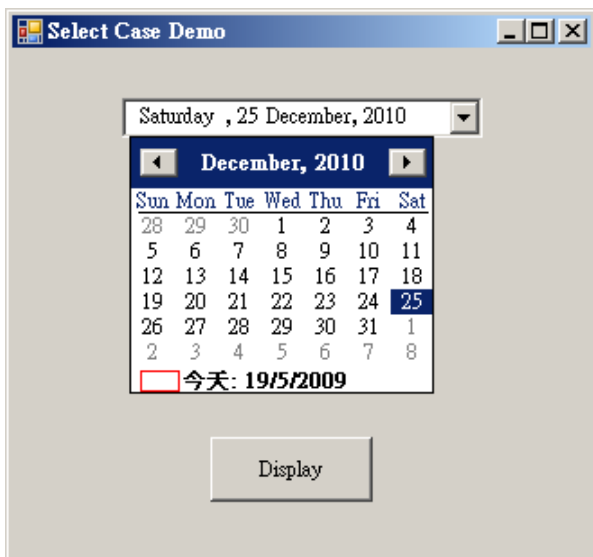 Select Case Demo
Saturday , 25 December, 2010
December, 2010
Sun Mon Tue Wed Thu Fri Sat
28 29 30 1 2 3 4
5 6 7 8 9 10 11
12 13 14 15 16 17 18
19 20 21 22 23 24 25
26 27 28 29 30 31 1
2 3 4 5 6 7 8
今天: 19/5/2009
Display